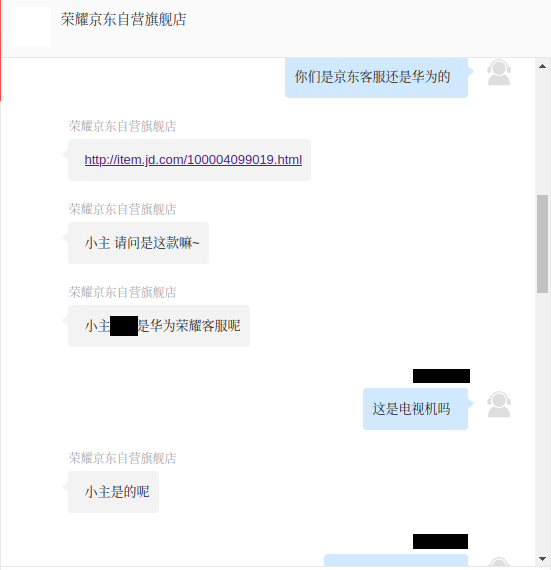 荣耀京东自营旗舰店
你们是京东客服还是华为的
荣耀京东自营旗舰店
http://item.jd.com/100004099019.html
荣耀京东自营旗舰店
小主 请问是这款嘛~
荣耀京东自营旗舰店
小主是华为荣耀客服呢
这是电视机吗
荣耀京东自营旗舰店
小主是的呢